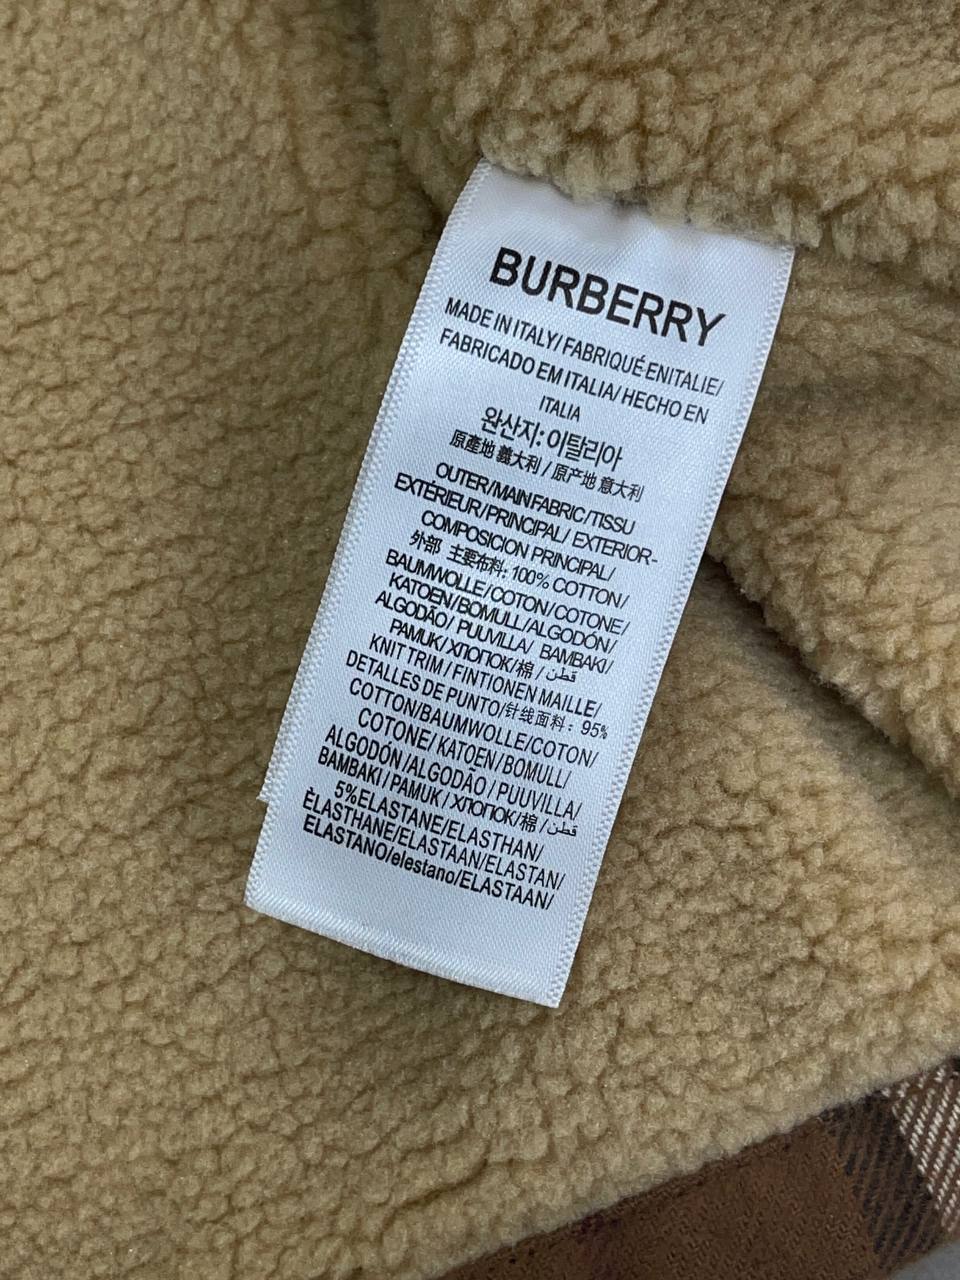 BURBERRY
MADE IN ITALY/ FABRIQUÉ·ENITALIE/
FABRICADO EM ITALIA/ HECHO EN
ITALIA
완산지: 이탈리아
原產地 義大利 / 原产地 意大利
OUTER/MAIN FABRIC/TISSU
EXTÉRIEUR/PRINCIPAL/ EXTERIOR-
COMPOSICION PRINCIPAL/
外部 主要布料: 100% COTTON/
BAUMWOLLE/COTON/COTONE/
KATOEN/BOMULL/ALGODÓN/
ALGODÃO/ PUUVILLA/ BAMBAKI/
PAMUK/ХЛОПОК/棉 / قطن
KNIT TRIM / FINTIONEN MAILLE/
DETALLES DE PUNTO/针线面料: 95%
COTTON/BAUMWOLLE/COTON/
COTONE/ KATOEN/BOMULL/
ALGODÓN/ALGODÃO / PUUVILLA/
BAMBAKI / PAMUK / ХЛОПОК/棉 / قطن
5%ELASTANE/ELASTHAN/
ÈLASTHANE/ELASTAAN/ELASTAN/
ELASTANO/elestano/ELASTAAN/